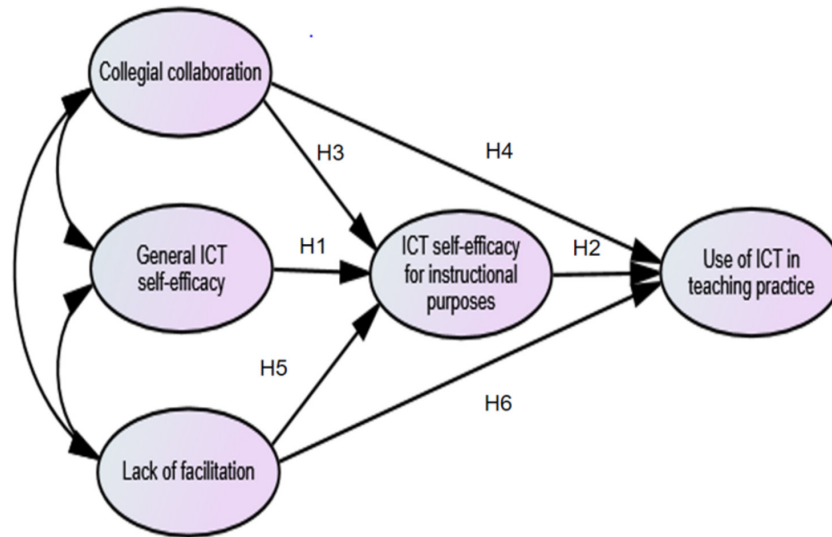 Collegial collaboration
H3
H4
General ICT
self-efficacy
H1
ICT self-efficacy
for instructional
purposes
H2
Use of ICT in
teaching practice
H5
H6
Lack of facilitation